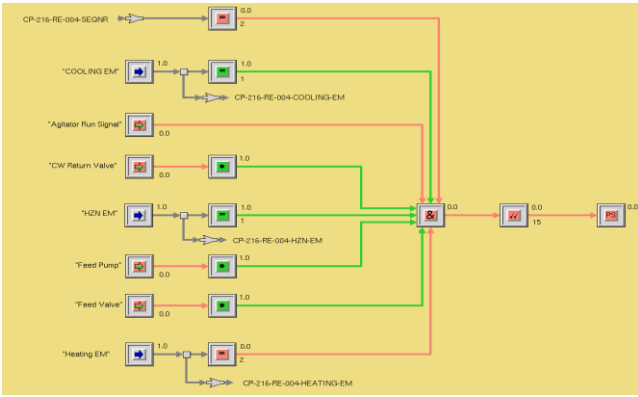 CP-216-RE-004-SEQNR
0.0
2
"COOLING EM"
1.0
1.0
1
CP-216-RE-004-COOLING-EM
"Agitator Run Signal"
0.0
"CW Return Valve"
0.0
1.0
"HZN EM"
1.0
1.0
1
CP-216-RE-004-HZN-EM
&
0.0
0.0
15
PS
0.0
"Feed Pump"
0.0
1.0
"Feed Valve"
0.0
1.0
"Heating EM"
1.0
0.0
2
CP-216-RE-004-HEATING-EM